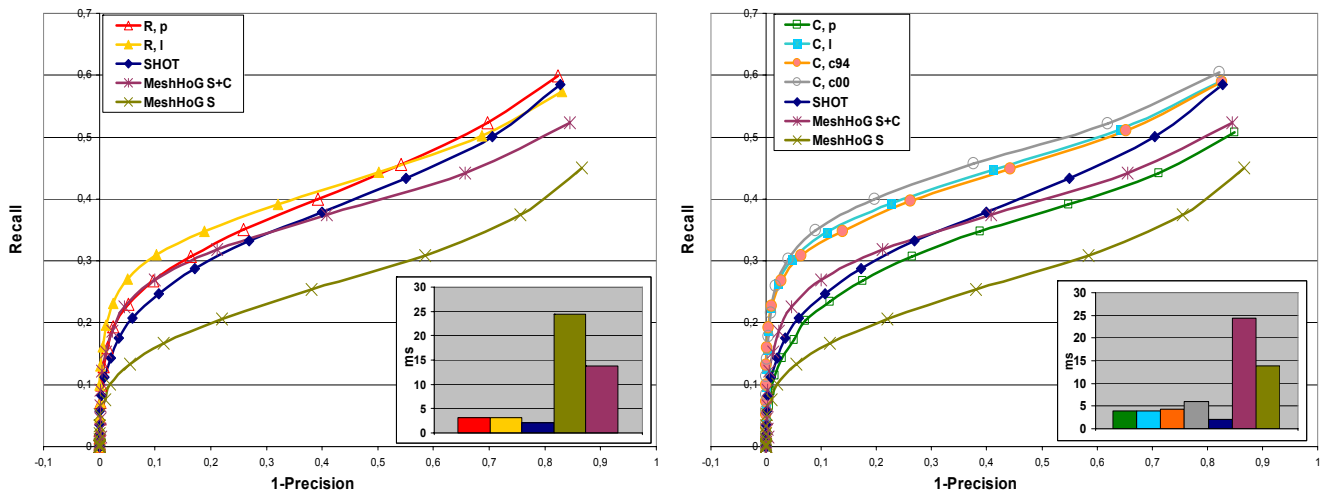 0,7
0,6
0,5
0,4
0,3
0,2
0,1
0
-0,1 0 0,1 0,2 0,3 0,4 0,5 0,6 0,7 0,8 0,9 1
Recall
1-Precision
R, p
R, l
SHOT
MeshHoG S+C
MeshHoG S
30
25
20
15
10
5
0
ms
0,7
0,6
0,5
0,4
0,3
0,2
0,1
0
-0,1 0 0,1 0,2 0,3 0,4 0,5 0,6 0,7 0,8 0,9 1
Recall
1-Precision
C, p
C, l
C, c94
C, c00
SHOT
MeshHoG S+C
MeshHoG S
30
25
20
15
10
5
0
ms